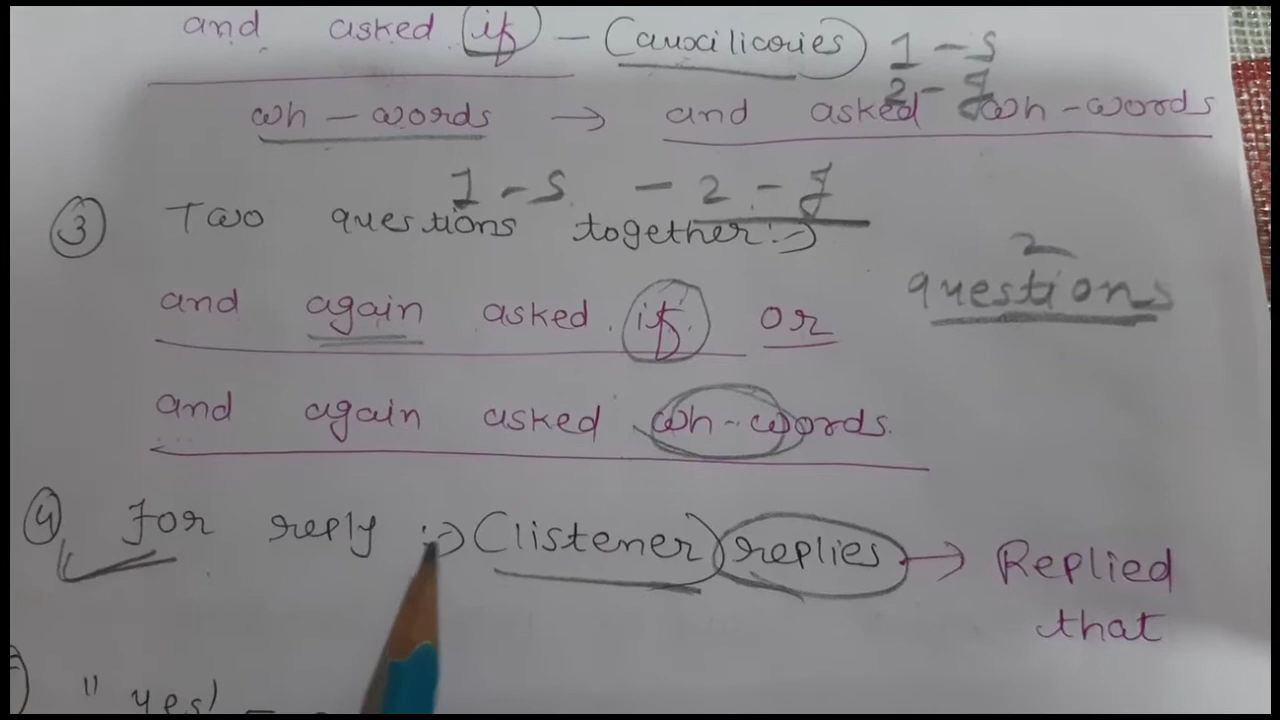 and asked if – (auxilicories) 1 – S
2 – J
wh – words → and asked wh – words
1 – S – 2 – J
③ Two questions together :→
2
questions
and again asked if or
and again asked wh-words.
④ For reply :→ (listener) replies → Replied
that
" yes'